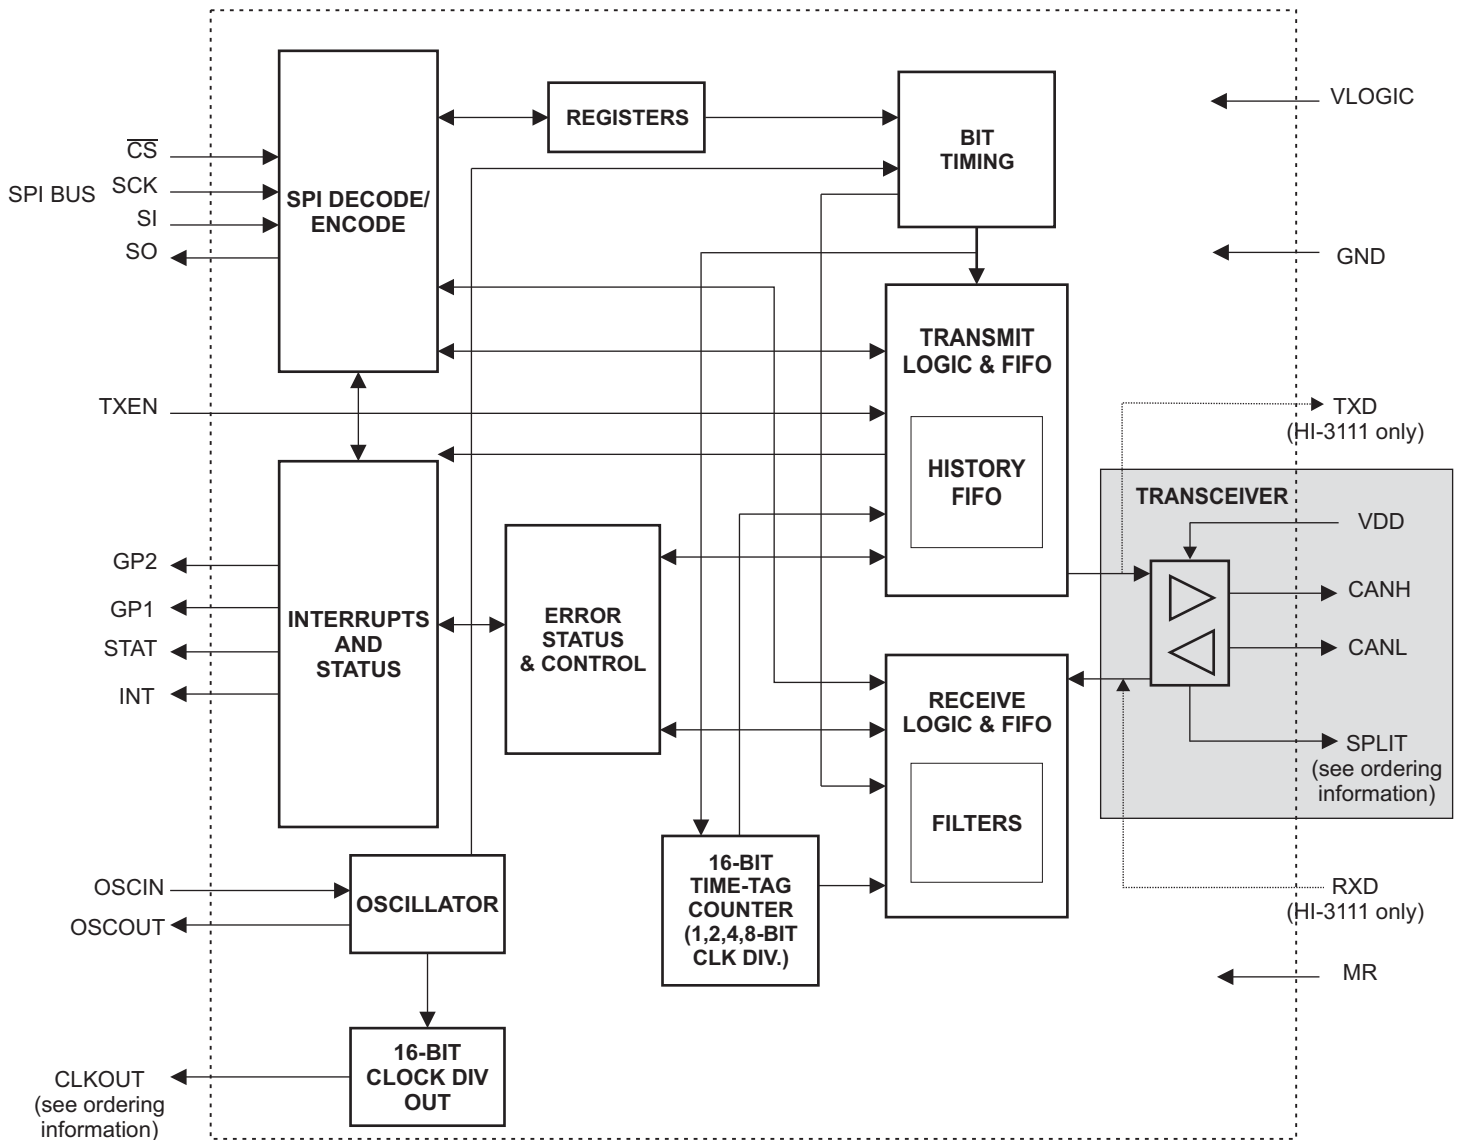 SPI BUS
CS
SCK
SI
SO
SPI DECODE/
ENCODE
REGISTERS
BIT
TIMING
VLOGIC
GND
TXEN
TRANSMIT
LOGIC & FIFO
HISTORY
FIFO
TXD
(HI-3111 only)
TRANSCEIVER
VDD
CANH
CANL
SPLIT
(see ordering
information)
GP2
GP1
STAT
INT
INTERRUPTS
AND
STATUS
ERROR
STATUS
& CONTROL
RECEIVE
LOGIC & FIFO
FILTERS
OSCIN
OSCOUT
OSCILLATOR
16-BIT
TIME-TAG
COUNTER
(1,2,4,8-BIT
CLK DIV.)
RXD
(HI-3111 only)
MR
CLKOUT
(see ordering
information)
16-BIT
CLOCK DIV
OUT